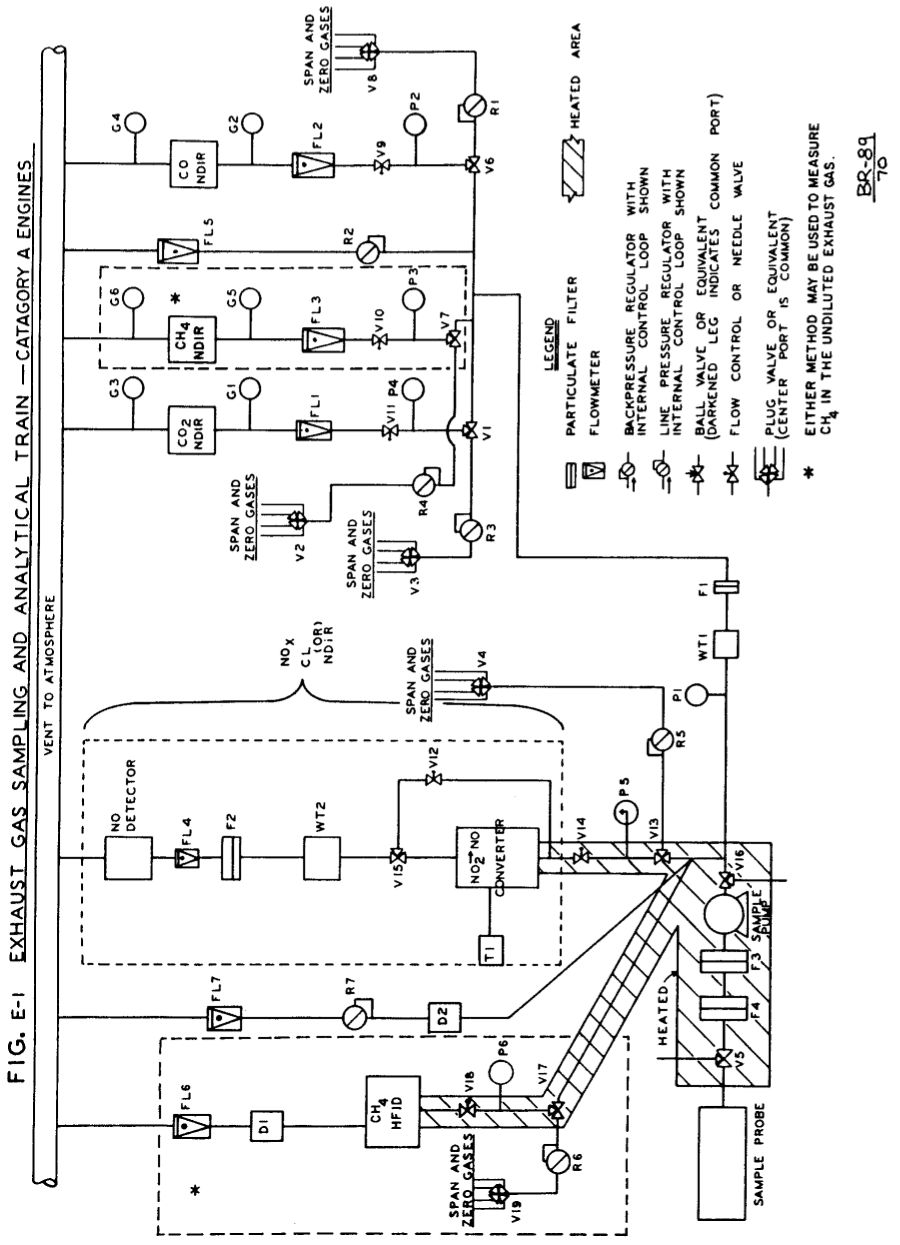 FIG. E-1 EXHAUST GAS SAMPLING AND ANALYTICAL TRAIN — CATAGORY A ENGINES
VENT TO ATMOSPHERE
*
FL6
D1
CH4
HFID
V18
P6
V17
R6
SPAN AND
ZERO GASES
V19
FL7
R7
D2
NO
DETECTOR
FL4
F2
WT2
V15
V12
NO2→NO
CONVERTER
T1
NOX
CL (OR)
NDIR
SPAN AND
ZERO GASES
V4
R5
V14
P5
V13
HEATED
SAMPLE PROBE
V5
F4
F3
SAMPLE
PUMP
V16
P1
WT1
F1
SPAN AND
ZERO GASES
V2
R4
SPAN AND
ZERO GASES
V3
R3
G3
CO2
NDIR
G1
FL1
V11
P4
V1
G6
*
CH4
NDIR
G5
FL3
V10
P3
V7
FL5
R2
G4
CO
NDIR
G2
FL2
V9
P2
V6
SPAN AND
ZERO GASES
V8
R1
LEGEND
PARTICULATE FILTER
HEATED AREA
FLOWMETER
BACKPRESSURE REGULATOR WITH
INTERNAL CONTROL LOOP SHOWN
LINE PRESSURE REGULATOR WITH
INTERNAL CONTROL LOOP SHOWN
BALL VALVE OR EQUIVALENT
(DARKENED LEG INDICATES COMMON PORT)
FLOW CONTROL OR NEEDLE VALVE
PLUG VALVE OR EQUIVALENT
(CENTER PORT IS COMMON)
* EITHER METHOD MAY BE USED TO MEASURE
CH4 IN THE UNDILUTED EXHAUST GAS.
BR-89
70